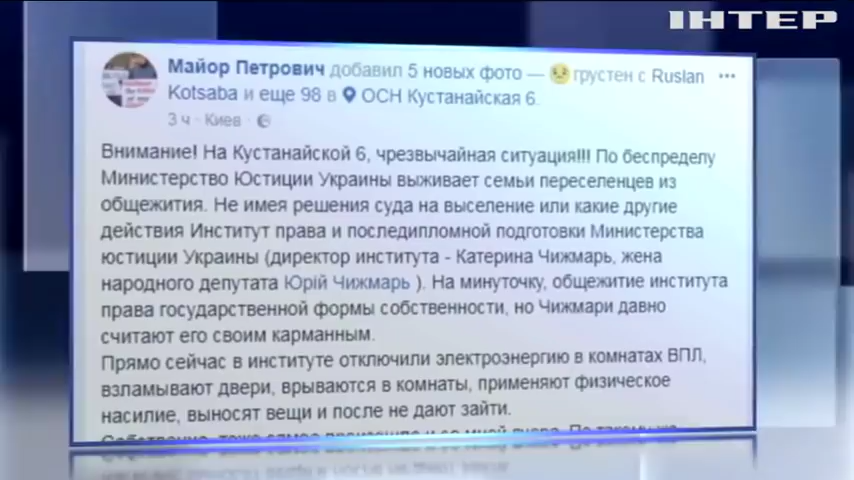 ІНТЕР
Майор Петрович добавил 5 новых фото — грустен с Ruslan
Kotsaba и еще 98 в ОСН Кустанайская 6.
3 ч · Киев ·
Внимание! На Кустанайской 6, чрезвычайная ситуация!!! По беспределу
Министерство Юстиции Украины выживает семьи переселенцев из
общежития. Не имея решения суда на выселение или какие другие
действия Институт права и последипломной подготовки Министерства
юстиции Украины (директор института - Катерина Чижмарь, жена
народного депутата Юрій Чижмарь ). На минуточку, общежитие института
права государственной формы собственности, но Чижмари давно
считают его своим карманным.
Прямо сейчас в институте отключили электроэнергию в комнатах ВПЛ,
взламывают двери, врываются в комнаты, применяют физическое
насилие, выносят вещи и после не дают зайти.